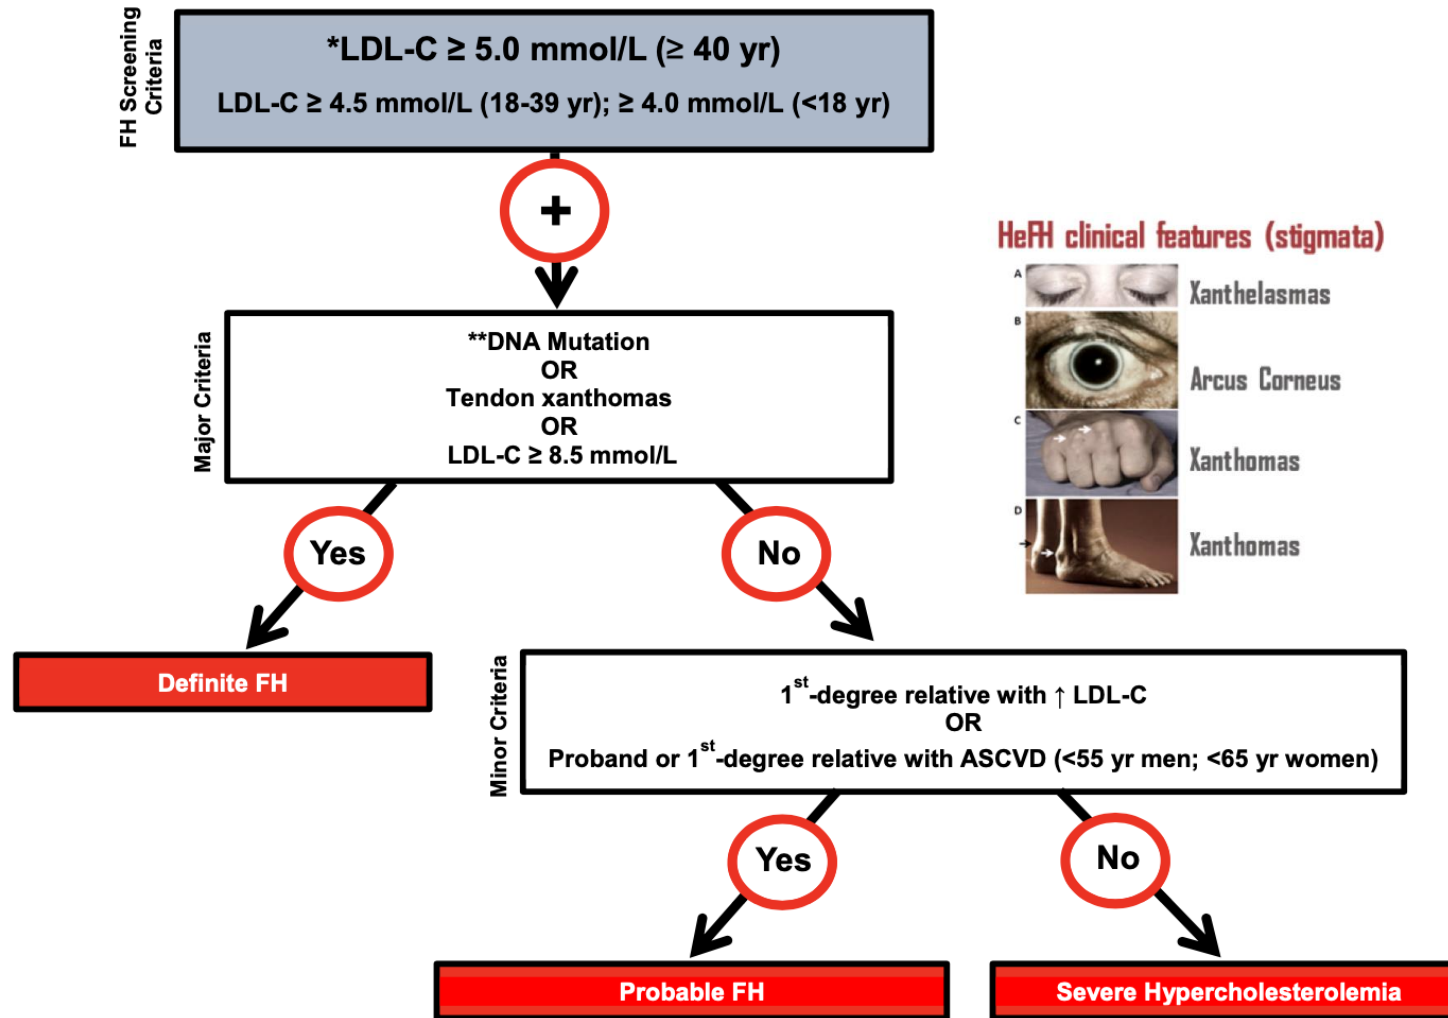 FH Screening
Criteria
*LDL-C ≥ 5.0 mmol/L (≥ 40 yr)
LDL-C ≥ 4.5 mmol/L (18-39 yr); ≥ 4.0 mmol/L (<18 yr)
+
HeFH clinical features (stigmata)
A
Xanthelasmas
B
Arcus Corneus
C
Xanthomas
D
Xanthomas
Major Criteria
**DNA Mutation
OR
Tendon xanthomas
OR
LDL-C ≥ 8.5 mmol/L
Yes
No
Definite FH
Minor Criteria
1st-degree relative with ↑ LDL-C
OR
Proband or 1st-degree relative with ASCVD (<55 yr men; <65 yr women)
Yes
No
Probable FH
Severe Hypercholesterolemia